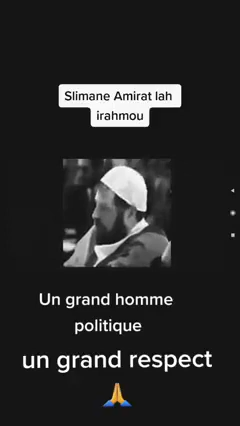 Slimane Amirat lah
irahmou
Un grand homme
politique
un grand respect
🙏